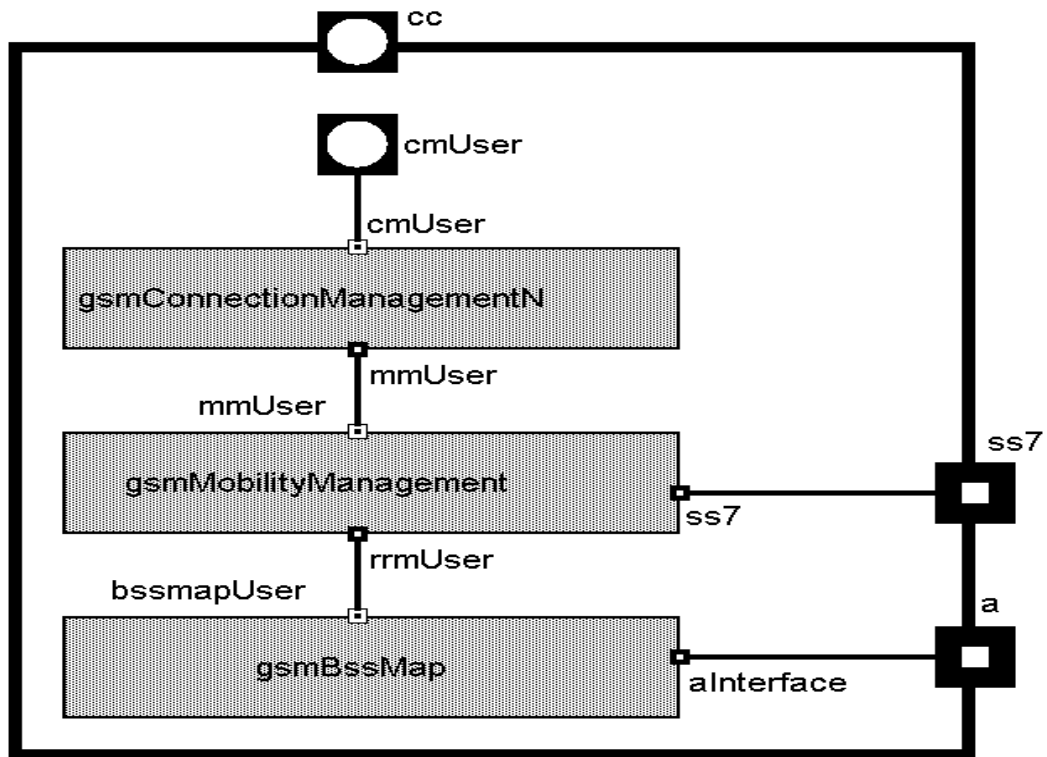 cc
cmUser
cmUser
gsmConnectionManagementN
mmUser
mmUser
ss7
gsmMobilityManagement
ss7
rrmUser
bssmapUser
a
gsmBssMap
aInterface